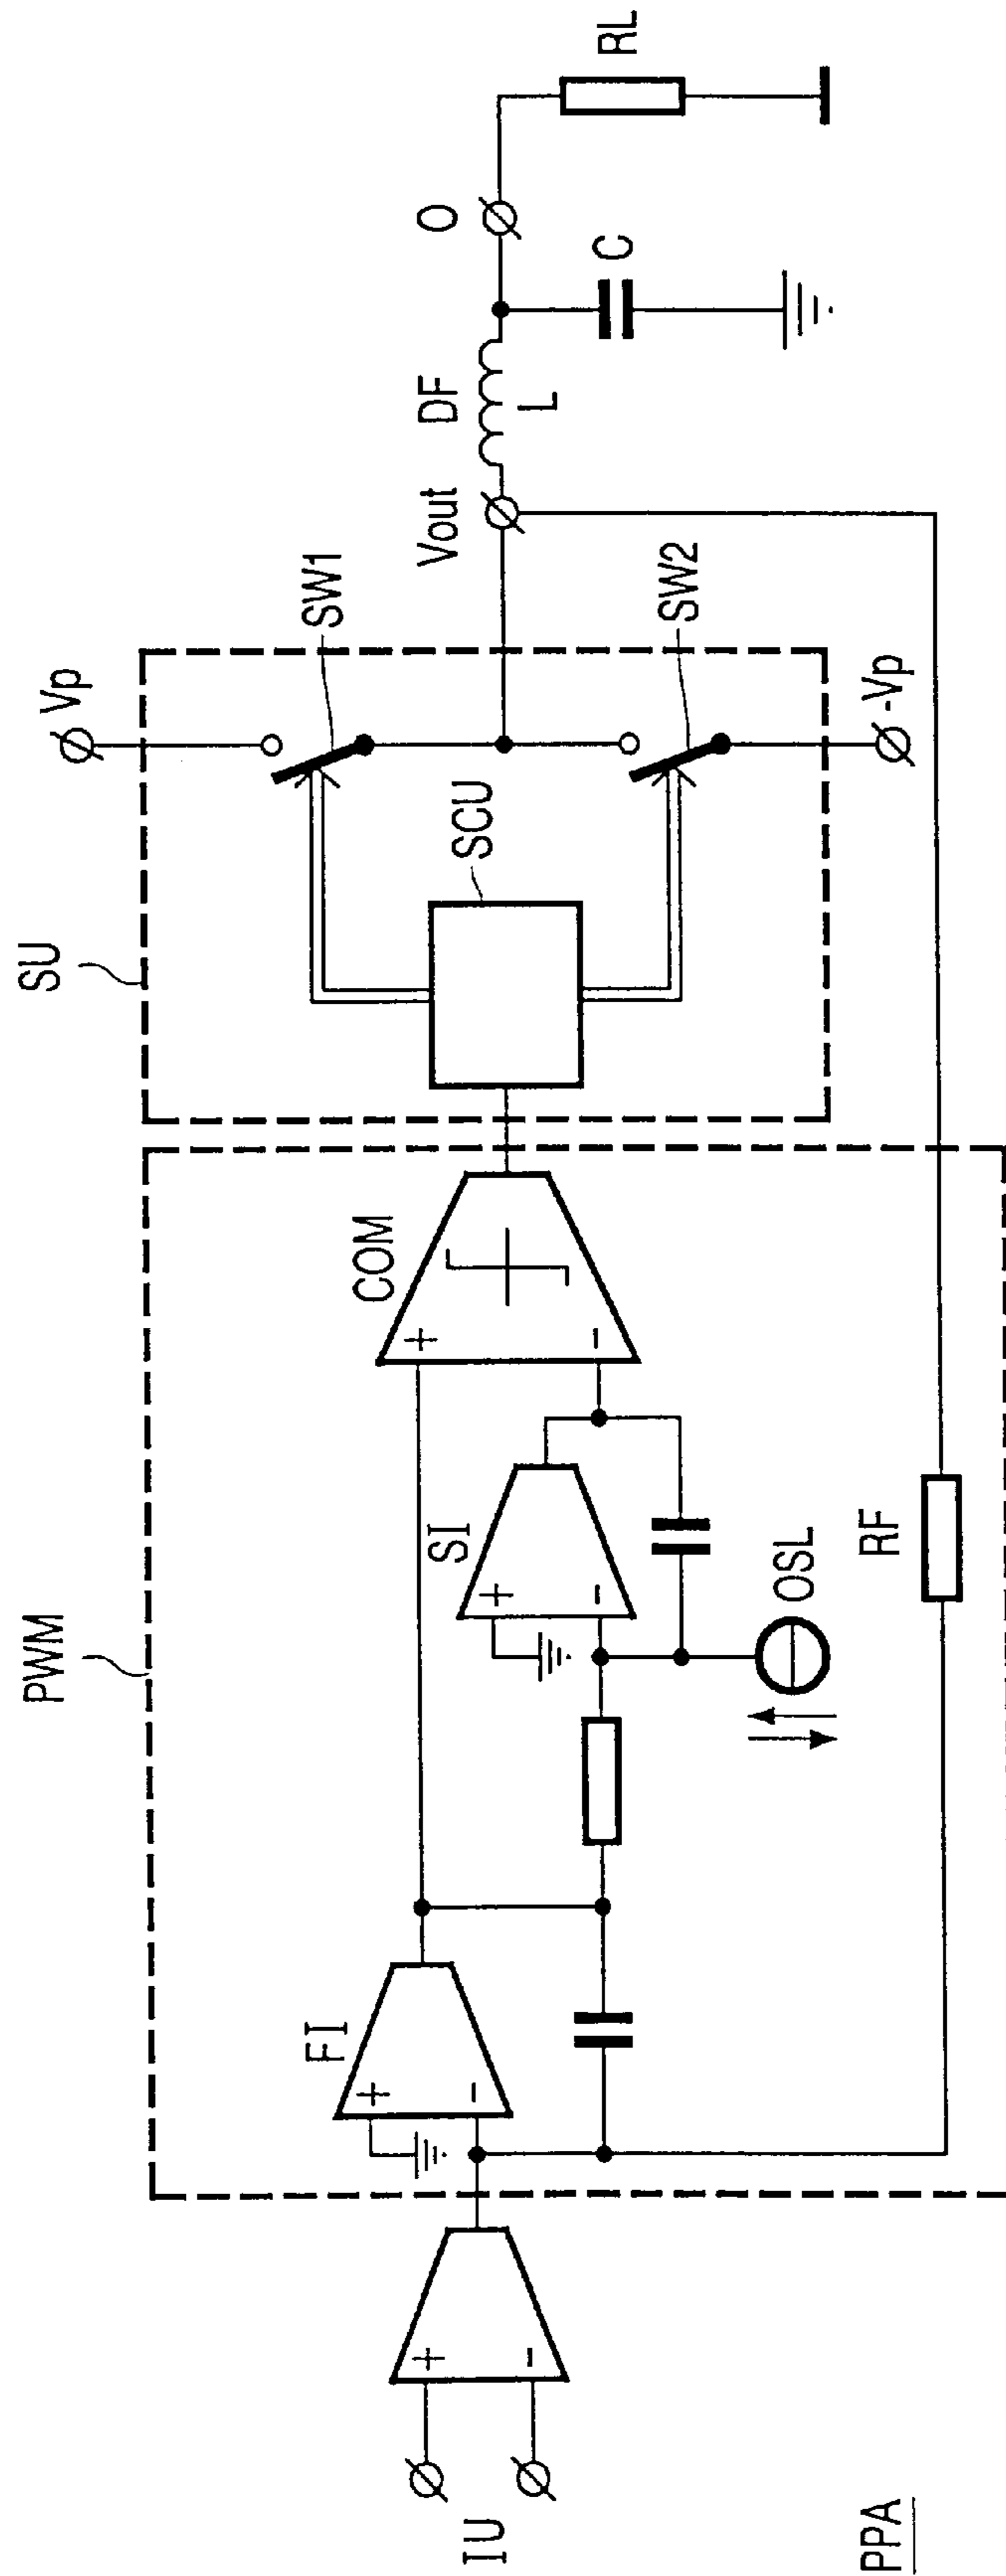 PPA
IU
+
-
PWM
FI
+
-
SI
+
-
OSL
RF
COM
+
-
SU
SCU
SW1
SW2
Vp
-Vp
Vout
DF
L
C
O
RL